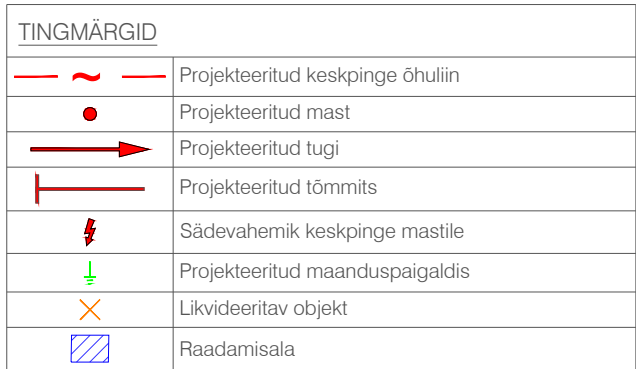 TINGMÄRGID
Projekteeritud keskpinge õhuliin
Projekteeritud mast
Projekteeritud tugi
Projekteeritud tõmmits
Sädevahemik keskpinge mastile
Projekteeritud maanduspaigaldis
Likvideeritav objekt
Raadamisala